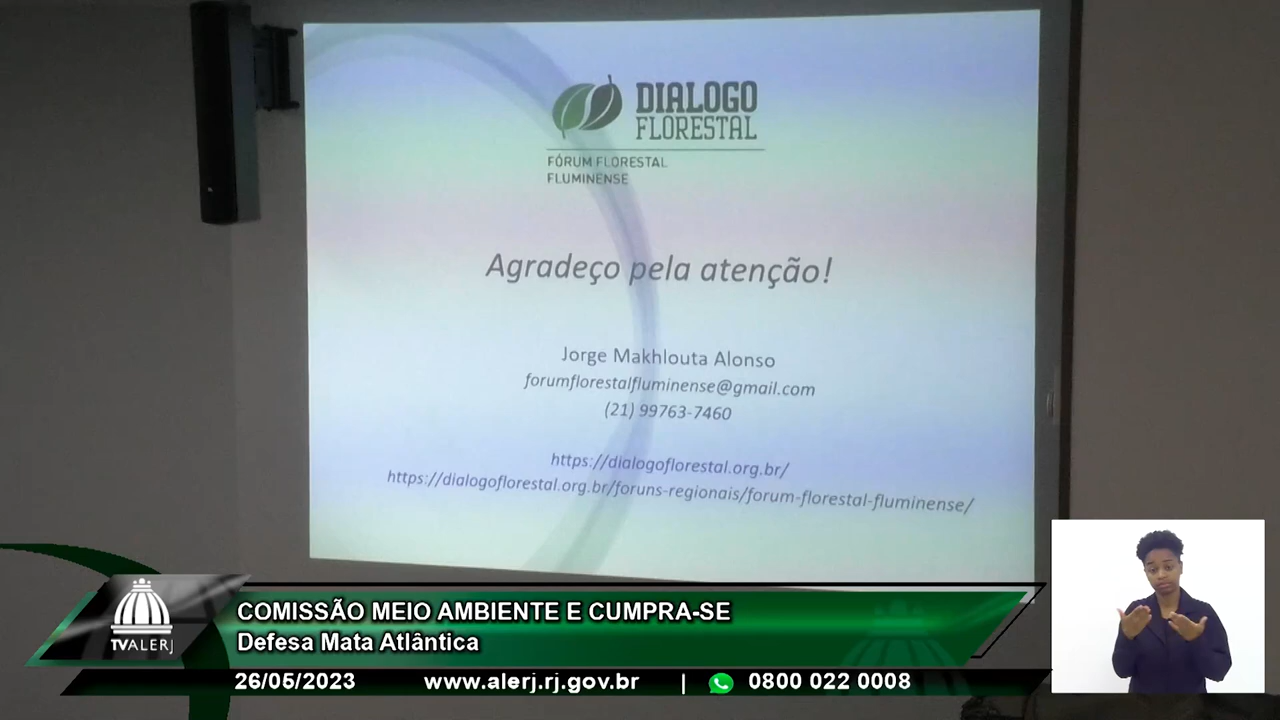 DIALOGO
FLORESTAL
FÓRUM FLORESTAL
FLUMINENSE
Agradeço pela atenção!
Jorge Makhlouta Alonso
forumflorestalfluminense@gmail.com
(21) 99763-7460
https://dialogoflorestal.org.br/
https://dialogoflorestal.org.br/foruns-regionais/forum-florestal-fluminense/
COMISSÃO MEIO AMBIENTE E CUMPRA-SE
Defesa Mata Atlântica
TVALERJ
26/05/2023 www.alerj.rj.gov.br | 0800 022 0008